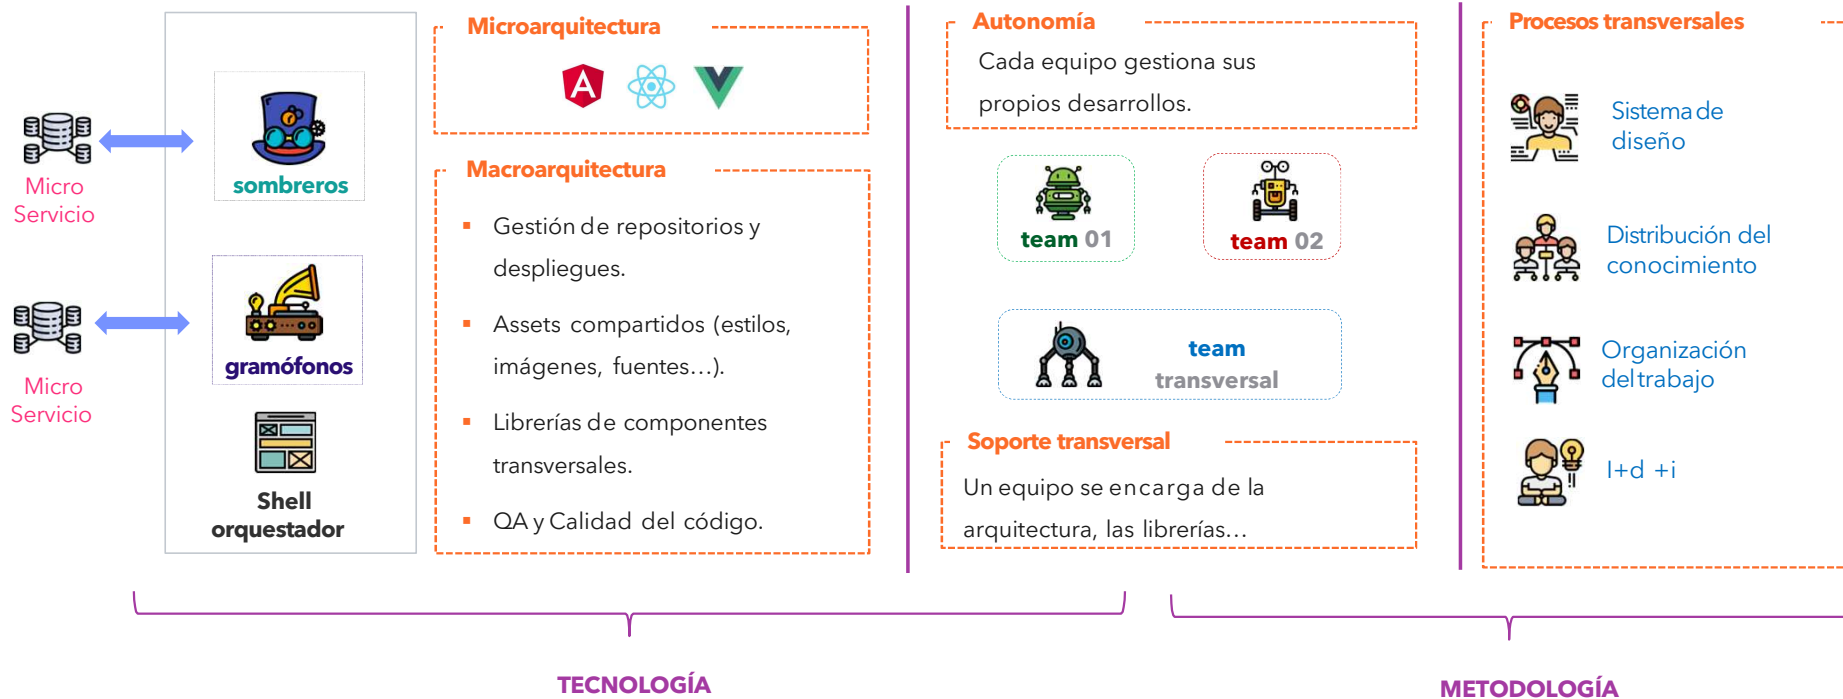 Micro
Servicio
Micro
Servicio
sombreros
gramófonos
Shell
orquestador
Microarquitectura
A
Macroarquitectura
Gestión de repositorios y
despliegues.
Assets compartidos (estilos,
imágenes, fuentes…).
Librerías de componentes
transversales.
QA y Calidad del código.
Autonomía
Cada equipo gestiona sus
propios desarrollos.
team 01
team 02
team
transversal
Soporte transversal
Un equipo se encarga de la
arquitectura, las librerías…
Procesos transversales
Sistema de
diseño
Distribución del
conocimiento
Organización
del trabajo
I+d +i
TECNOLOGÍA
METODOLOGÍA